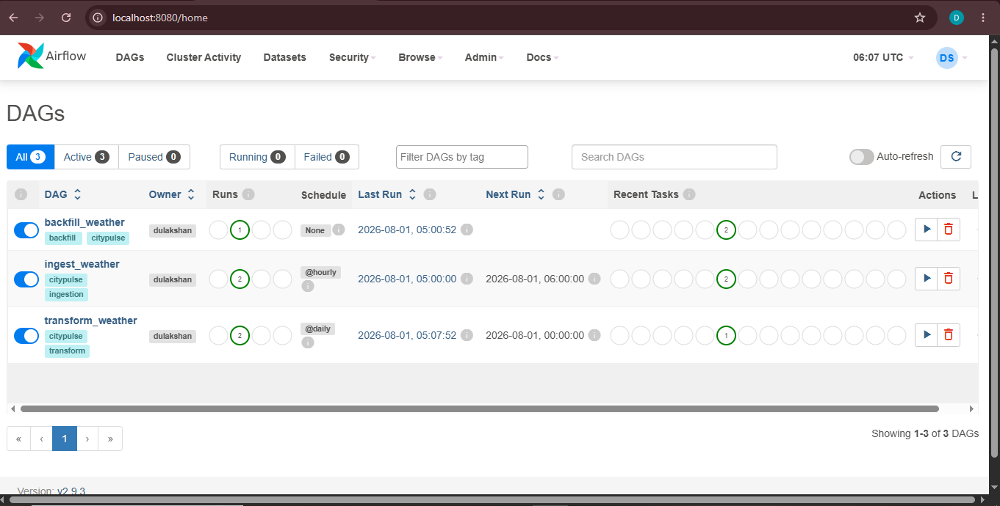 localhost:8080/home
D
Airflow DAGs Cluster Activity Datasets Security Browse Admin Docs 06:07 UTC DS
DAGs
All 3 Active 3 Paused 0 Running 0 Failed 0 Filter DAGs by tag Search DAGs Auto-refresh
i DAG Owner Runs i Schedule Last Run i Next Run i Recent Tasks i Actions L
backfill_weather
backfill citypulse
dulakshan 1 None i 2026-08-01, 05:00:52 i 2
ingest_weather
citypulse
ingestion
dulakshan 2 @hourly i 2026-08-01, 05:00:00 i 2026-08-01, 06:00:00 i 2
transform_weather
citypulse
transform
dulakshan 2 @daily i 2026-08-01, 05:07:52 i 2026-08-01, 00:00:00 i 1
« ‹ 1 › »
Showing 1-3 of 3 DAGs
Version: v2.9.3